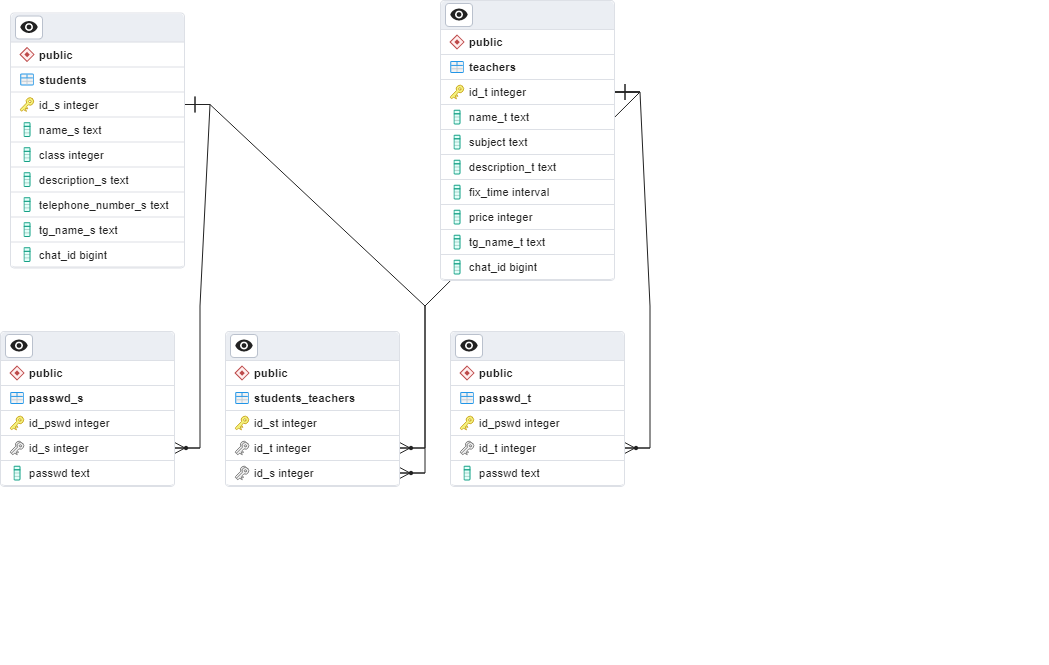 public
students
id_s integer
name_s text
class integer
description_s text
telephone_number_s text
tg_name_s text
chat_id bigint
public
teachers
id_t integer
name_t text
subject text
description_t text
fix_time interval
price integer
tg_name_t text
chat_id bigint
public
passwd_s
id_pswd integer
id_s integer
passwd text
public
students_teachers
id_st integer
id_t integer
id_s integer
public
passwd_t
id_pswd integer
id_t integer
passwd text